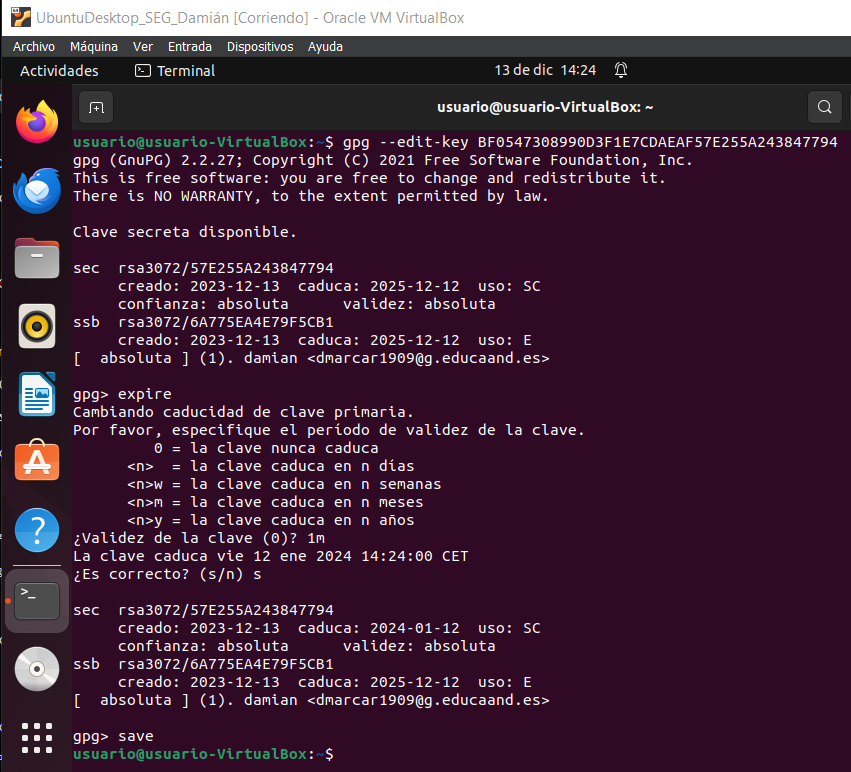 UbuntuDesktop_SEG_Damián [Corriendo] - Oracle VM VirtualBox
Archivo Máquina Ver Entrada Dispositivos Ayuda
Actividades Terminal 13 de dic 14:24
usuario@usuario-VirtualBox: ~
usuario@usuario-VirtualBox:~$ gpg --edit-key BF0547308990D3F1E7CDAEAF57E255A243847794
gpg (GnuPG) 2.2.27; Copyright (C) 2021 Free Software Foundation, Inc.
This is free software: you are free to change and redistribute it.
There is NO WARRANTY, to the extent permitted by law.
Clave secreta disponible.
sec  rsa3072/57E255A243847794
     creado: 2023-12-13  caduca: 2025-12-12  uso: SC
     confianza: absoluta      validez: absoluta
ssb  rsa3072/6A775EA4E79F5CB1
     creado: 2023-12-13  caduca: 2025-12-12  uso: E
[  absoluta ] (1). damian <dmarcar1909@g.educaand.es>
gpg> expire
Cambiando caducidad de clave primaria.
Por favor, especifique el período de validez de la clave.
         0 = la clave nunca caduca
      <n>  = la clave caduca en n días
      <n>w = la clave caduca en n semanas
      <n>m = la clave caduca en n meses
      <n>y = la clave caduca en n años
¿Validez de la clave (0)? 1m
La clave caduca vie 12 ene 2024 14:24:00 CET
¿Es correcto? (s/n) s
sec  rsa3072/57E255A243847794
     creado: 2023-12-13  caduca: 2024-01-12  uso: SC
     confianza: absoluta      validez: absoluta
ssb  rsa3072/6A775EA4E79F5CB1
     creado: 2023-12-13  caduca: 2025-12-12  uso: E
[  absoluta ] (1). damian <dmarcar1909@g.educaand.es>
gpg> save
usuario@usuario-VirtualBox:~$